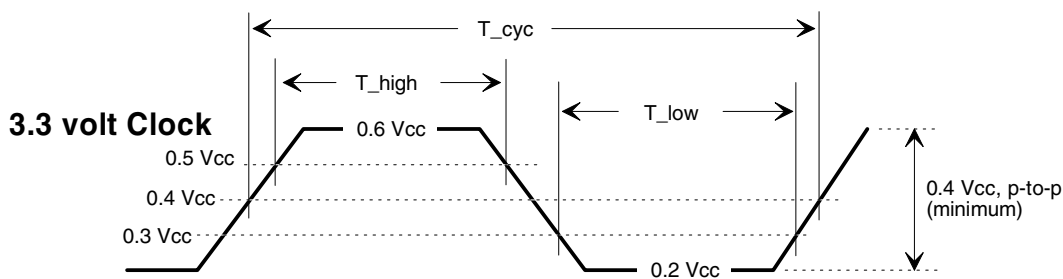 T_cyc
T_high
T_low
3.3 volt Clock
0.6 Vcc
0.5 Vcc
0.4 Vcc
0.4 Vcc, p-to-p
(minimum)
0.3 Vcc
0.2 Vcc